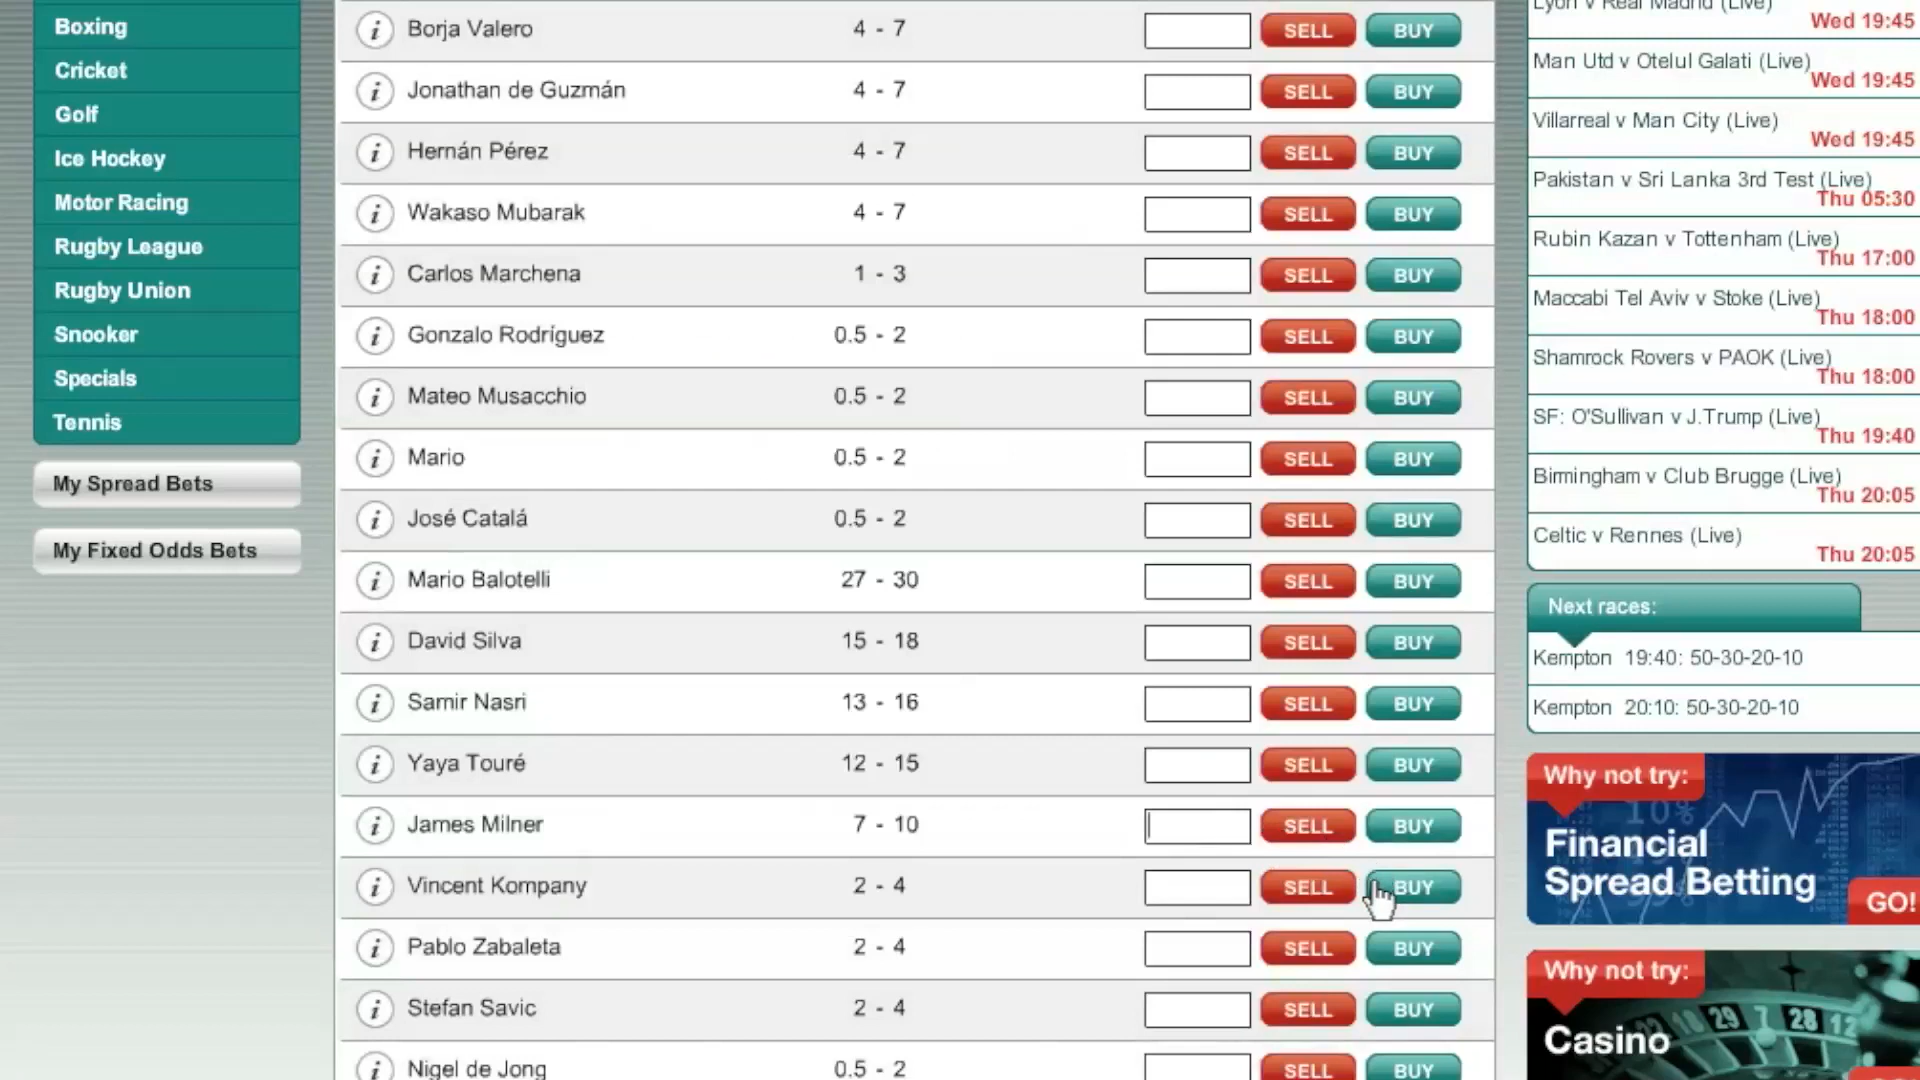 Boxing
Cricket
Golf
Ice Hockey
Motor Racing
Rugby League
Rugby Union
Snooker
Specials
Tennis
My Spread Bets
My Fixed Odds Bets
Borja Valero 4 - 7 SELL BUY
Jonathan de Guzmán 4 - 7 SELL BUY
Hernán Pérez 4 - 7 SELL BUY
Wakaso Mubarak 4 - 7 SELL BUY
Carlos Marchena 1 - 3 SELL BUY
Gonzalo Rodríguez 0.5 - 2 SELL BUY
Mateo Musacchio 0.5 - 2 SELL BUY
Mario 0.5 - 2 SELL BUY
José Catalá 0.5 - 2 SELL BUY
Mario Balotelli 27 - 30 SELL BUY
David Silva 15 - 18 SELL BUY
Samir Nasri 13 - 16 SELL BUY
Yaya Touré 12 - 15 SELL BUY
James Milner 7 - 10 SELL BUY
Vincent Kompany 2 - 4 SELL BUY
Pablo Zabaleta 2 - 4 SELL BUY
Stefan Savic 2 - 4 SELL BUY
Nigel de Jong 0.5 - 2 SELL BUY
Lyon v Real Madrid (Live)
Wed 19:45
Man Utd v Otelul Galati (Live)
Wed 19:45
Villarreal v Man City (Live)
Wed 19:45
Pakistan v Sri Lanka 3rd Test (Live)
Thu 05:30
Rubin Kazan v Tottenham (Live)
Thu 17:00
Maccabi Tel Aviv v Stoke (Live)
Thu 18:00
Shamrock Rovers v PAOK (Live)
Thu 18:00
SF: O'Sullivan v J.Trump (Live)
Thu 19:40
Birmingham v Club Brugge (Live)
Thu 20:05
Celtic v Rennes (Live)
Thu 20:05
Next races:
Kempton 19:40: 50-30-20-10
Kempton 20:10: 50-30-20-10
Why not try:
Financial
Spread Betting
GO!
Why not try:
Casino